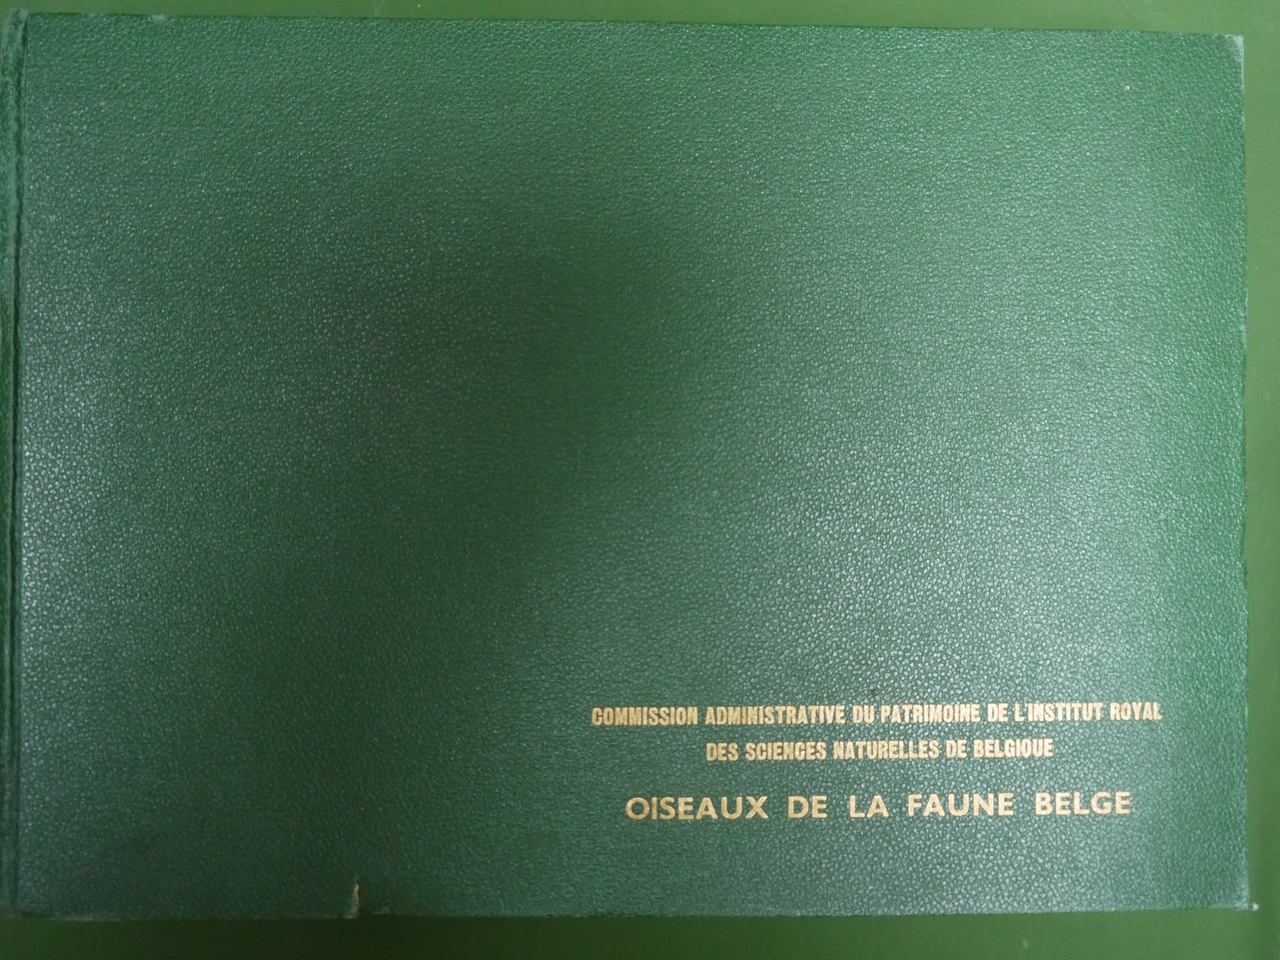 COMMISSION ADMINISTRATIVE DU PATRIMOINE DE L'INSTITUT ROYAL
DES SCIENCES NATURELLES DE BELGIQUE
OISEAUX DE LA FAUNE BELGE